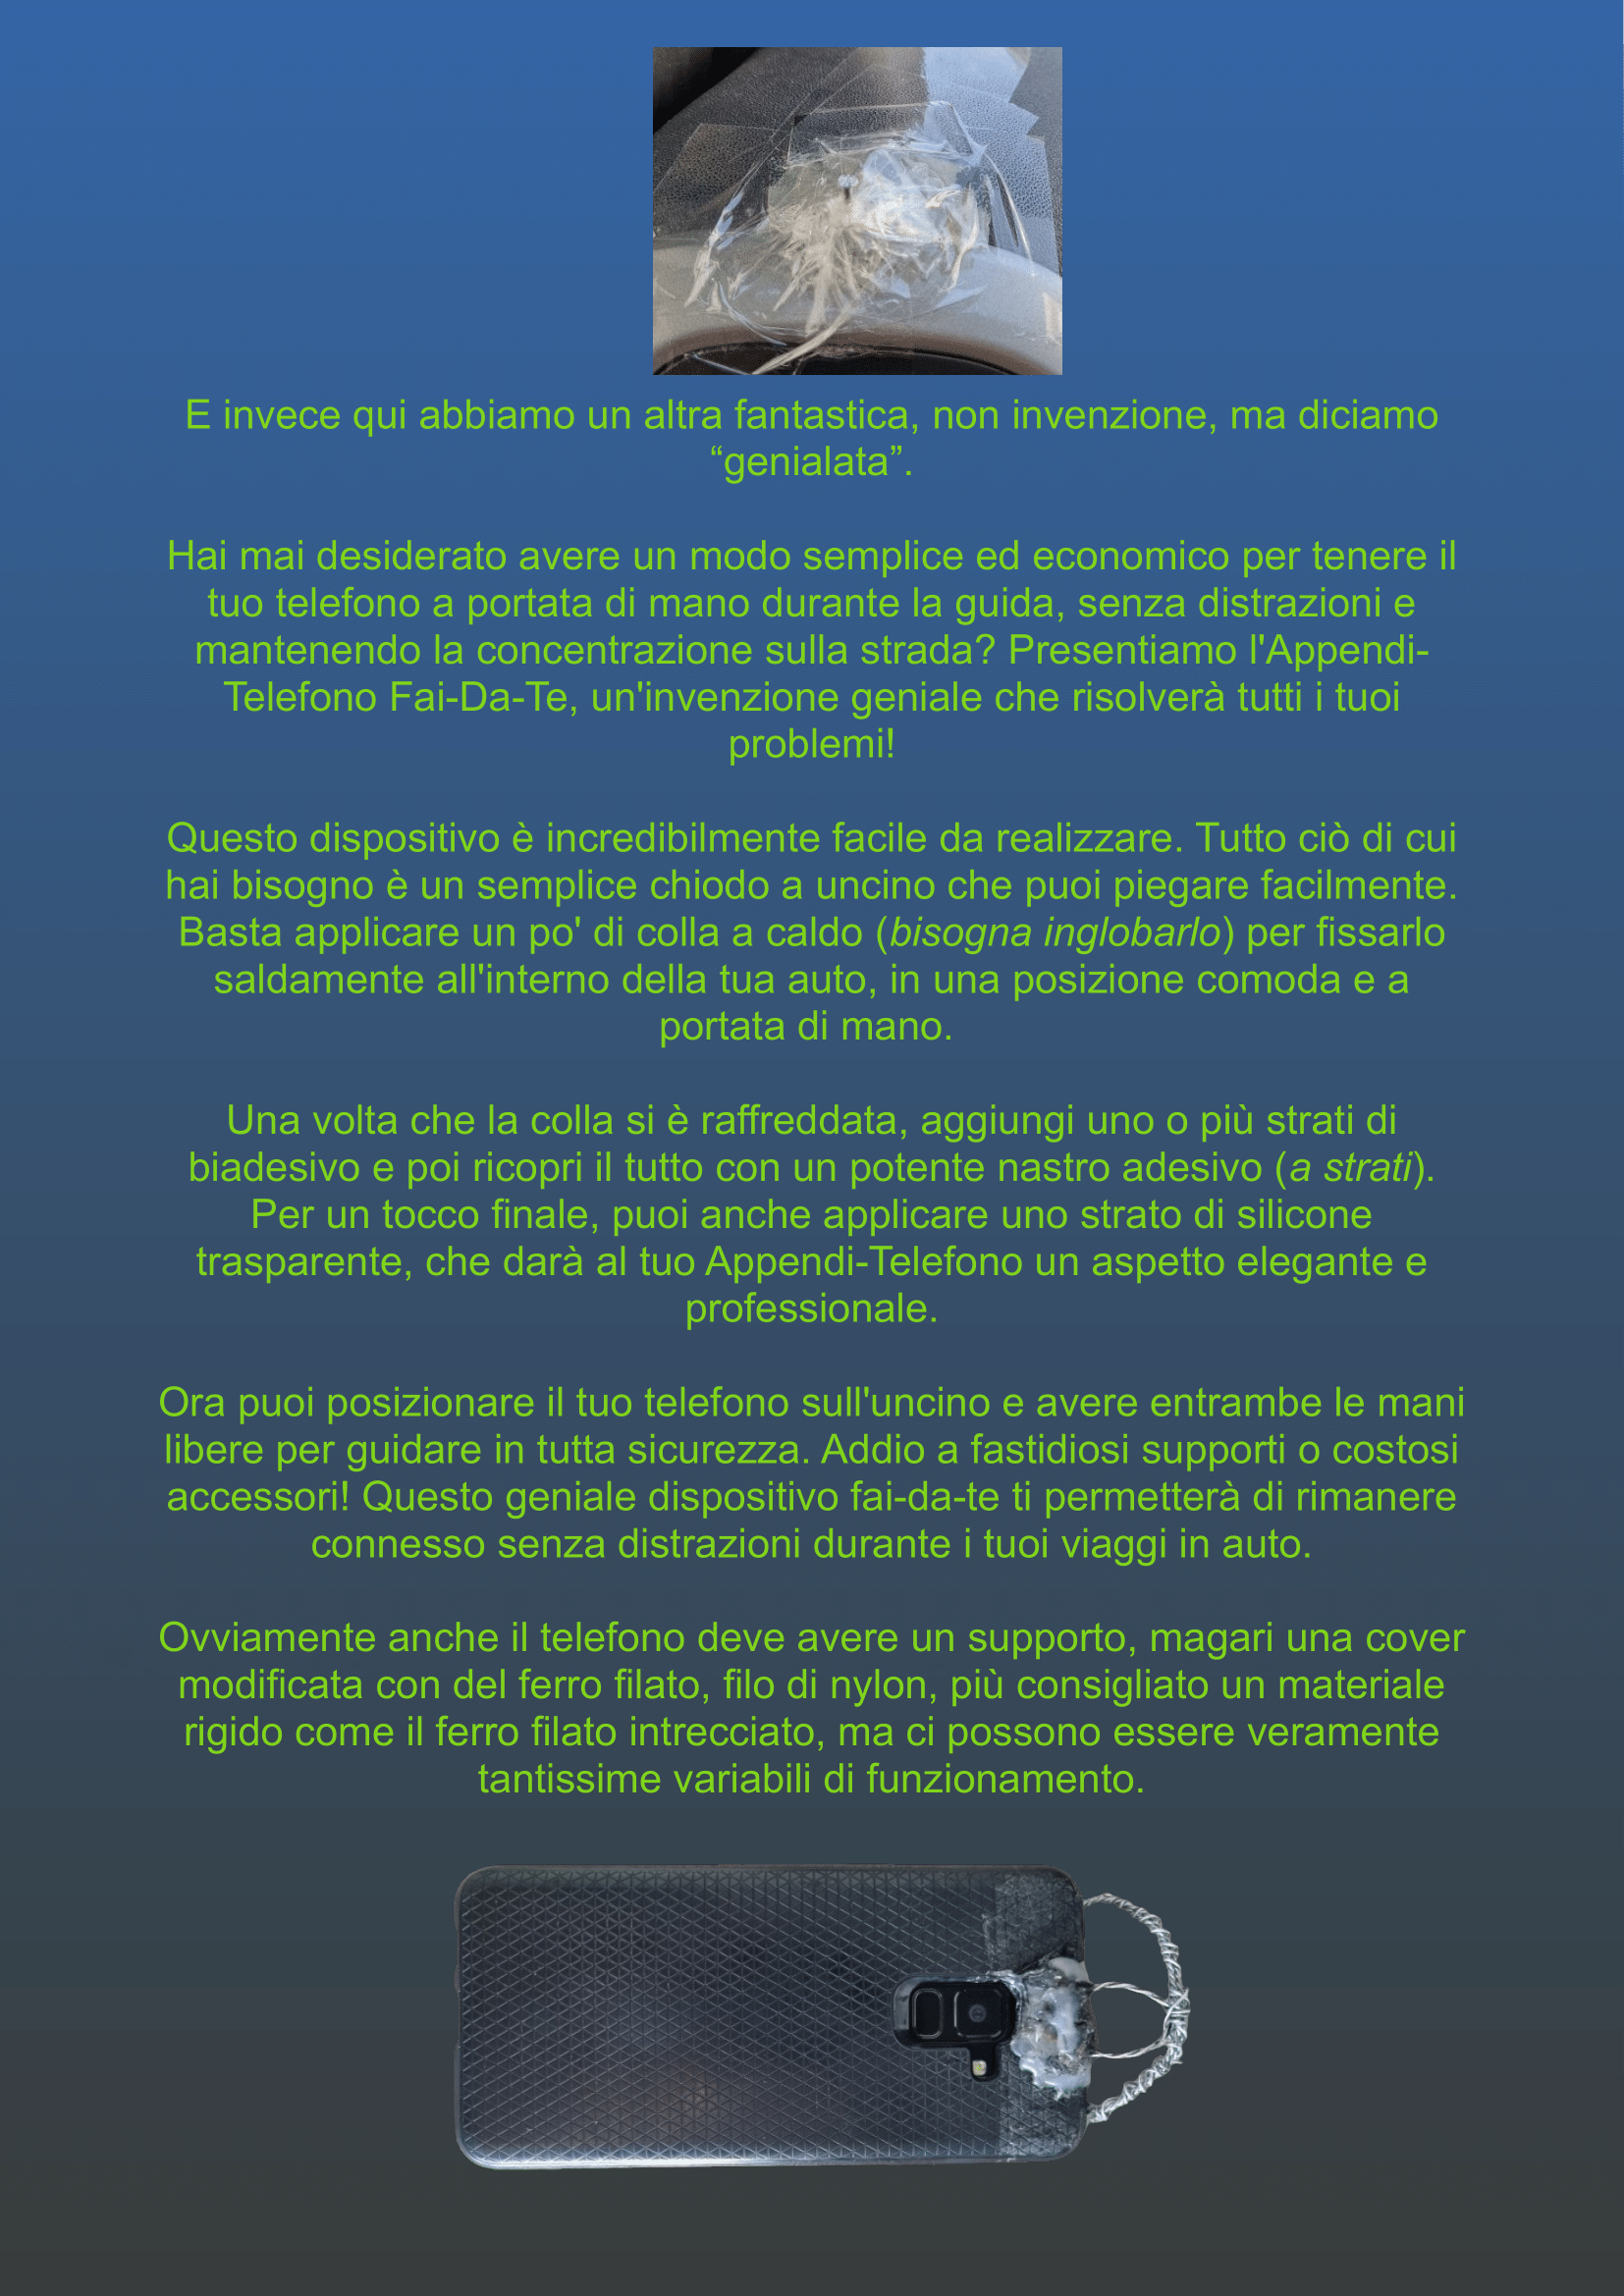 E invece qui abbiamo un altra fantastica, non invenzione, ma diciamo
“genialata”.
Hai mai desiderato avere un modo semplice ed economico per tenere il
tuo telefono a portata di mano durante la guida, senza distrazioni e
mantenendo la concentrazione sulla strada? Presentiamo l'Appendi-
Telefono Fai-Da-Te, un'invenzione geniale che risolverà tutti i tuoi
problemi!
Questo dispositivo è incredibilmente facile da realizzare. Tutto ciò di cui
hai bisogno è un semplice chiodo a uncino che puoi piegare facilmente.
Basta applicare un po' di colla a caldo (bisogna inglobarlo) per fissarlo
saldamente all'interno della tua auto, in una posizione comoda e a
portata di mano.
Una volta che la colla si è raffreddata, aggiungi uno o più strati di
biadesivo e poi ricopri il tutto con un potente nastro adesivo (a strati).
Per un tocco finale, puoi anche applicare uno strato di silicone
trasparente, che darà al tuo Appendi-Telefono un aspetto elegante e
professionale.
Ora puoi posizionare il tuo telefono sull'uncino e avere entrambe le mani
libere per guidare in tutta sicurezza. Addio a fastidiosi supporti o costosi
accessori! Questo geniale dispositivo fai-da-te ti permetterà di rimanere
connesso senza distrazioni durante i tuoi viaggi in auto.
Ovviamente anche il telefono deve avere un supporto, magari una cover
modificata con del ferro filato, filo di nylon, più consigliato un materiale
rigido come il ferro filato intrecciato, ma ci possono essere veramente
tantissime variabili di funzionamento.